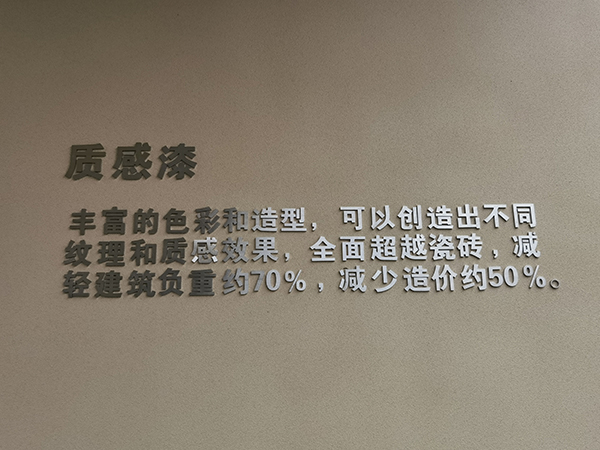 质感漆
丰富的色彩和造型，可以创造出不同
纹理和质感效果，全面超越瓷砖，减
轻建筑负重约70%，减少造价约50%。